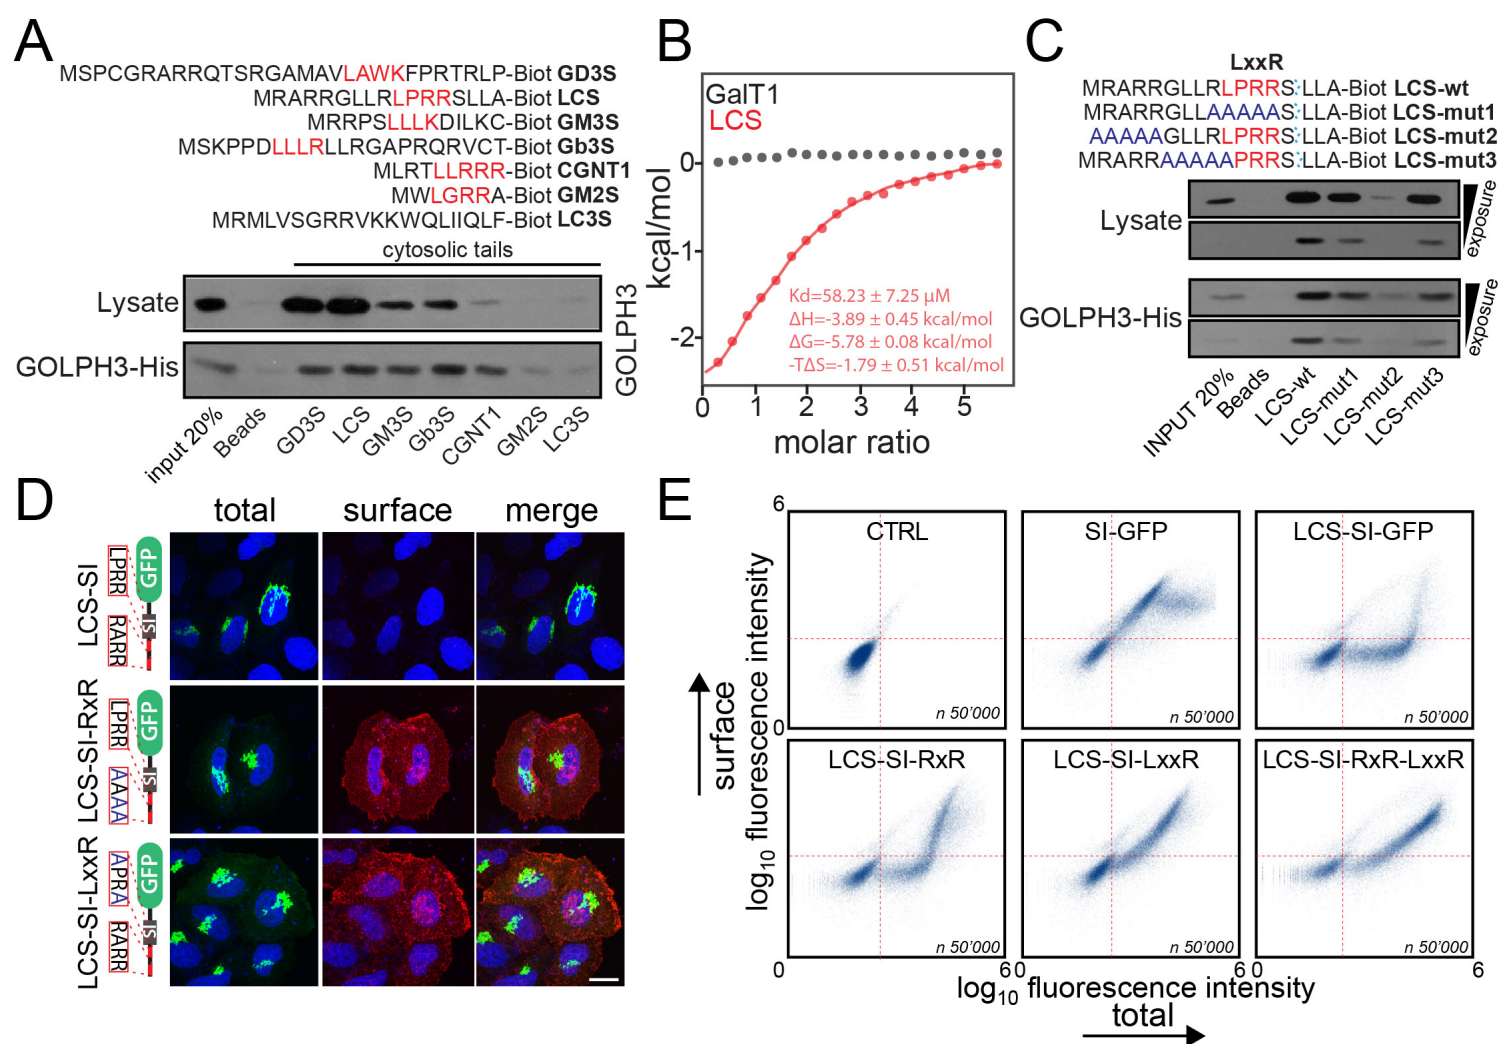 A
MSPCGRARRQTSRGAMAVLAWKFPRTRLP-Biot GD3S
MRARRGLLRLPRRSLLA-Biot LCS
MRRPSLLLKDILKC-Biot GM3S
MSKPPDLLLRLLRGAPRQRVCT-Biot Gb3S
MLRTLLRRR-Biot CGNT1
MWLGRRA-Biot GM2S
MRMLVSGRRVKKWQLIIQLF-Biot LC3S
cytosolic tails
Lysate
GOLPH3-His
GOLPH3
input 20%
Beads
GD3S
LCS
GM3S
Gb3S
CGNT1
GM2S
LC3S
B
GalT1
LCS
kcal/mol
0
-1
-2
Kd=58.23 ± 7.25 µM
ΔH=-3.89 ± 0.45 kcal/mol
ΔG=-5.78 ± 0.08 kcal/mol
-TΔS=-1.79 ± 0.51 kcal/mol
0 1 2 3 4 5
molar ratio
C
LxxR
MRARRGLLRLPRRSLLA-Biot LCS-wt
MRARRGLLAAAAASLLA-Biot LCS-mut1
AAAAAGLLRLPRRSLLA-Biot LCS-mut2
MRARRAAAAAPRRSLLA-Biot LCS-mut3
Lysate
exposure
GOLPH3-His
exposure
INPUT 20%
Beads
LCS-wt
LCS-mut1
LCS-mut2
LCS-mut3
D
total surface merge
LCS-SI
LPRR
RARR
GFP
SI
LCS-SI-RxR
LPRR
AAAA
GFP
SI
LCS-SI-LxxR
APRA
RARR
GFP
SI
E
6
0
CTRL
n 50’000
SI-GFP
n 50’000
LCS-SI-GFP
n 50’000
LCS-SI-RxR
n 50’000
LCS-SI-LxxR
n 50’000
LCS-SI-RxR-LxxR
n 50’000
surface
log10 fluorescence intensity
0 6 0 6 0 6
log10 fluorescence intensity
total